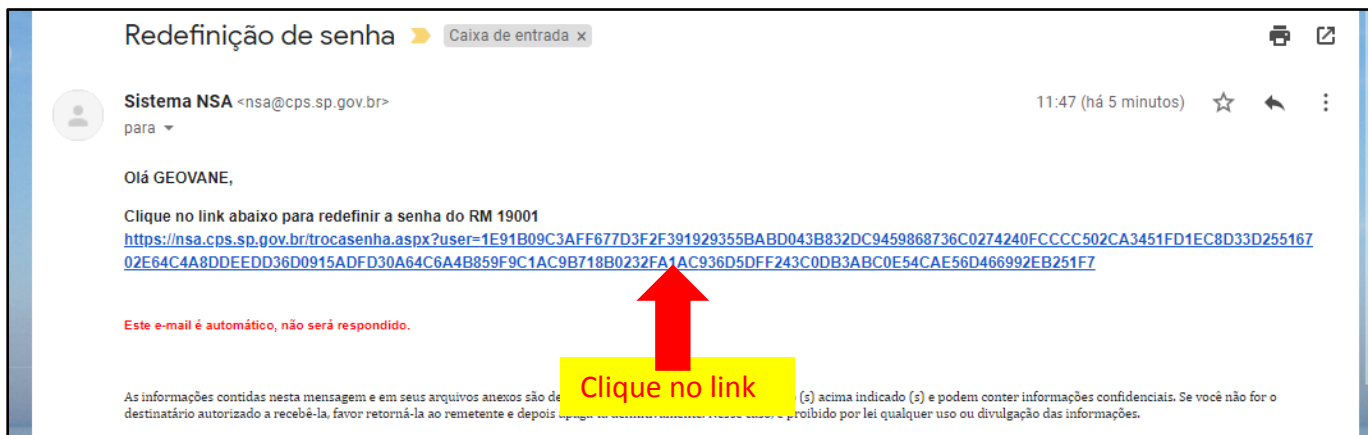 Redefinição de senha Caixa de entrada x
Sistema NSA <nsa@cps.sp.gov.br> 11:47 (há 5 minutos)
para
Olá GEOVANE,
Clique no link abaixo para redefinir a senha do RM 19001
https://nsa.cps.sp.gov.br/trocasenha.aspx?user=1E91B09C3AFF677D3F2F391929355BABD043B832DC9459868736C0274240FCCCC502CA3451FD1EC8D33D255167
02E64C4A8DDEEDD36D0915ADFD30A64C6A4B859F9C1AC9B718B0232FA1AC936D5DFF243C0DB3ABC0E54CAE56D466992EB251F7
Este e-mail é automático, não será respondido.
Clique no link
As informações contidas nesta mensagem e em seus arquivos anexos são de (s) acima indicado (s) e podem conter informações confidenciais. Se você não for o
destinatário autorizado a recebê-la, favor retorná-la ao remetente e depois proibido por lei qualquer uso ou divulgação das informações.